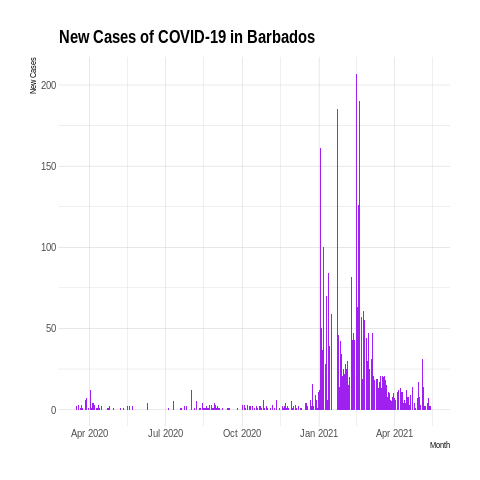 New Cases of COVID-19 in Barbados
New Cases
200
150
100
50
0
Apr 2020 Jul 2020 Oct 2020 Jan 2021 Apr 2021
Month